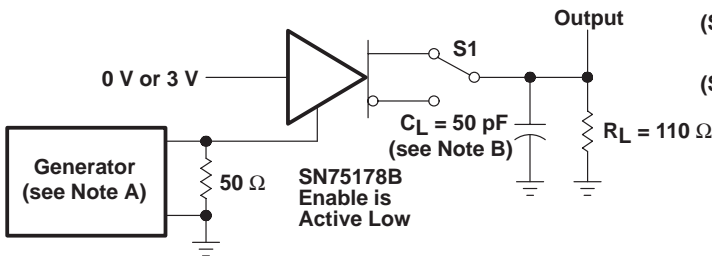 Output
(S
S1
0 V or 3 V
(S
CL = 50 pF
(see Note B)
RL = 110 Ω
Generator
(see Note A)
50 Ω
SN75178B
Enable is
Active Low